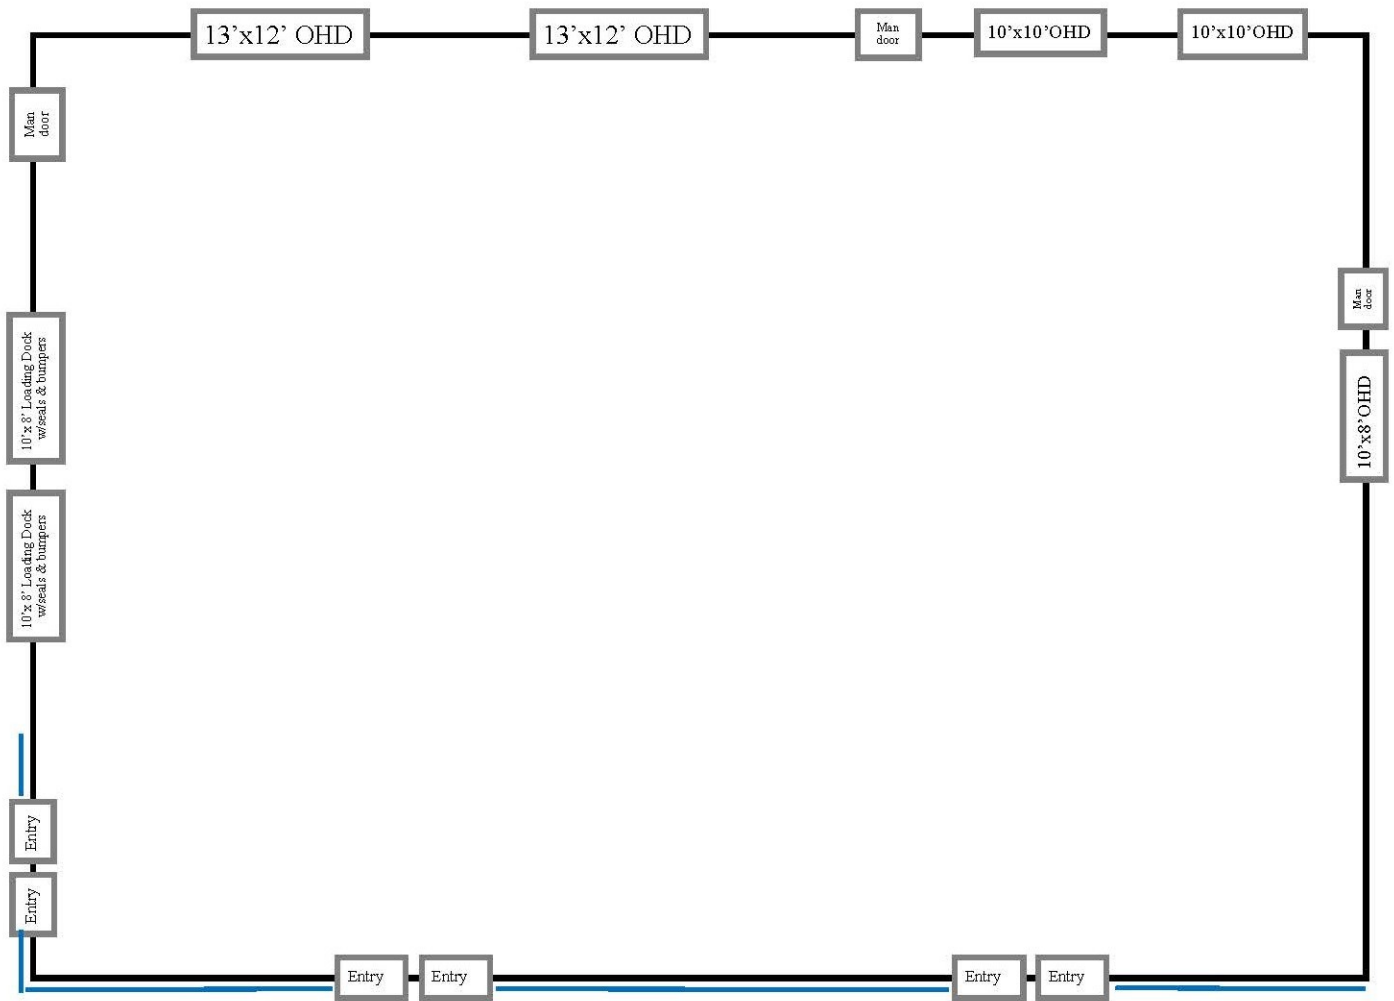 13’x12’ OHD
13’x12’ OHD
Man
door
10’x10’OHD
10’x10’OHD
Man
door
Man
door
10’x 8’ Loading Dock
w/seals & bumpers
10’x8’OHD
10’x 8’ Loading Dock
w/seals & bumpers
Entry
Entry
Entry
Entry
Entry
Entry